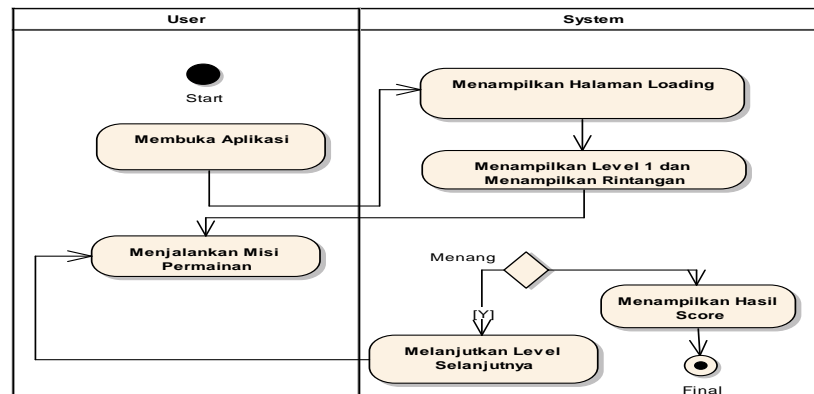 User
System
Start
Membuka Aplikasi
Menampilkan Halaman Loading
Menampilkan Level 1 dan
Menampilkan Rintangan
Menjalankan Misi
Permainan
Menang
[Y]
Menampilkan Hasil
Score
Melanjutkan Level
Selanjutnya
Final